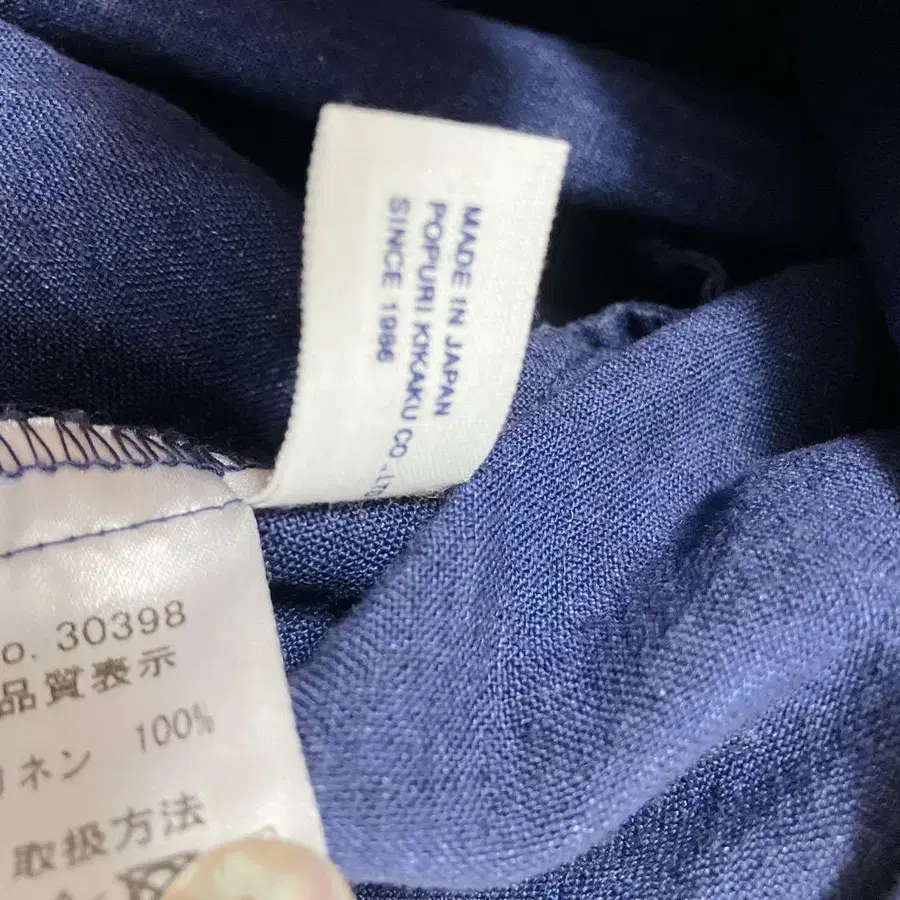 MADE IN JAPAN
POPURI KIKAKU CO.,LTD
SINCE 1986
o. 30398
品質表示
リネン 100%
取扱方法